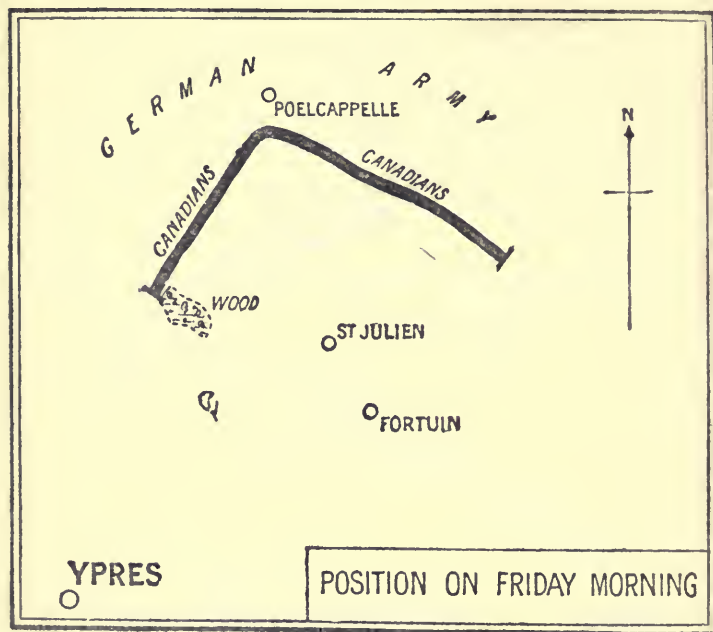 GERMAN ARMY
POELCAPPELLE
N
CANADIANS
CANADIANS
WOOD
ST JULIEN
FORTUIN
YPRES
POSITION ON FRIDAY MORNING